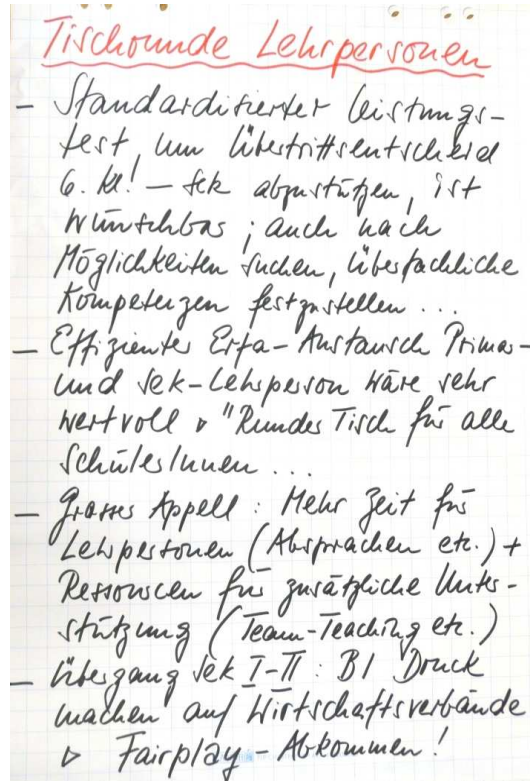 Tischrunde Lehrpersonen
- Standardisierter Leistungs-
test, um Übertrittsentscheid
6. Kl. - Sek abzustützen, ist
wünschbar; auch nach
Möglichkeiten suchen, überfachliche
Kompetenzen festzustellen ...
- Effizienter Erfa-Austausch Primar-
und Sek-Lehrperson wäre sehr
wertvoll ▹ "Runder Tisch für alle
SchülerInnen ...
- Grosser Appell: Mehr Zeit für
Lehrpersonen (Absprachen etc.) +
Ressourcen für zusätzliche Unter-
stützung (Team-Teaching etc.)
- Übergang Sek I-II: BI Druck
machen auf Wirtschaftsverbände
▹ Fairplay-Abkommen!